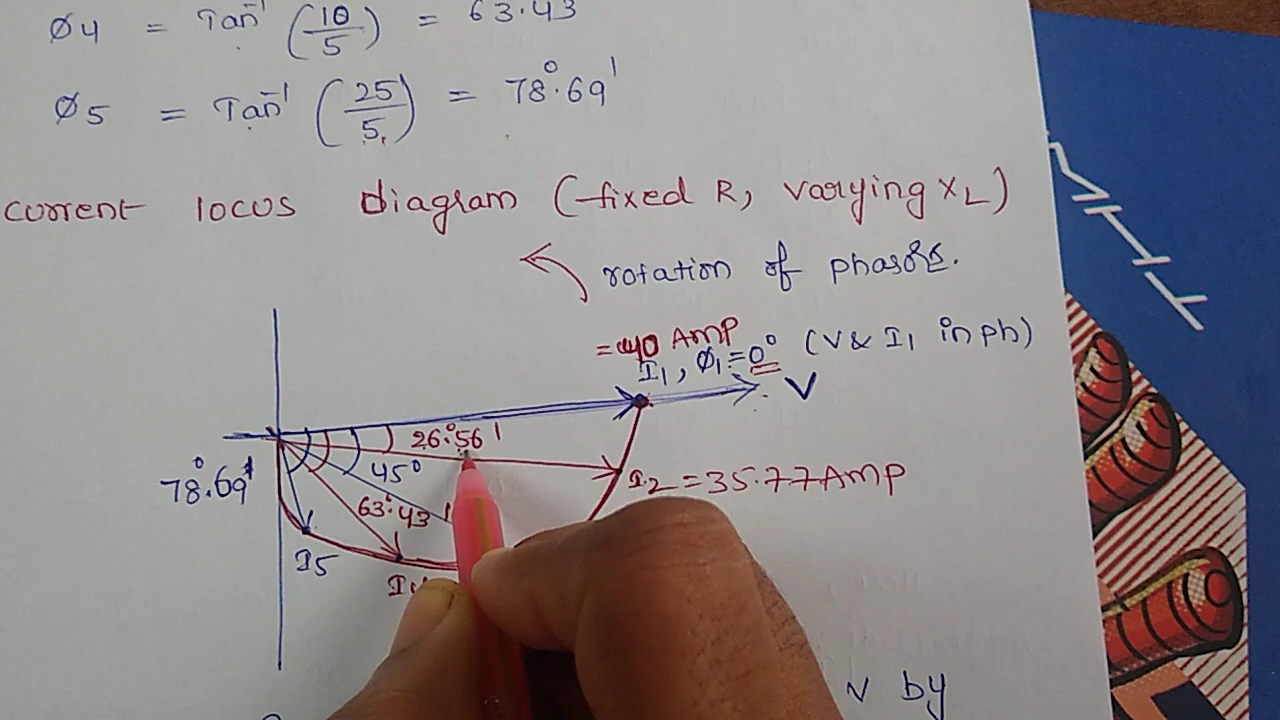 Ø4 = Tan⁻¹ (10/5) = 63.43
Ø5 = Tan⁻¹ (25/5) = 78°.69'
current locus diagram (fixed R, varying XL)
rotation of phasors.
= 40 AMP
I1, Ø1 = 0° (V & I1 in ph)
V
26°.56'
78°.69'
45°
I2 = 35.77 AMP
63°.43'
I5
I4
V by